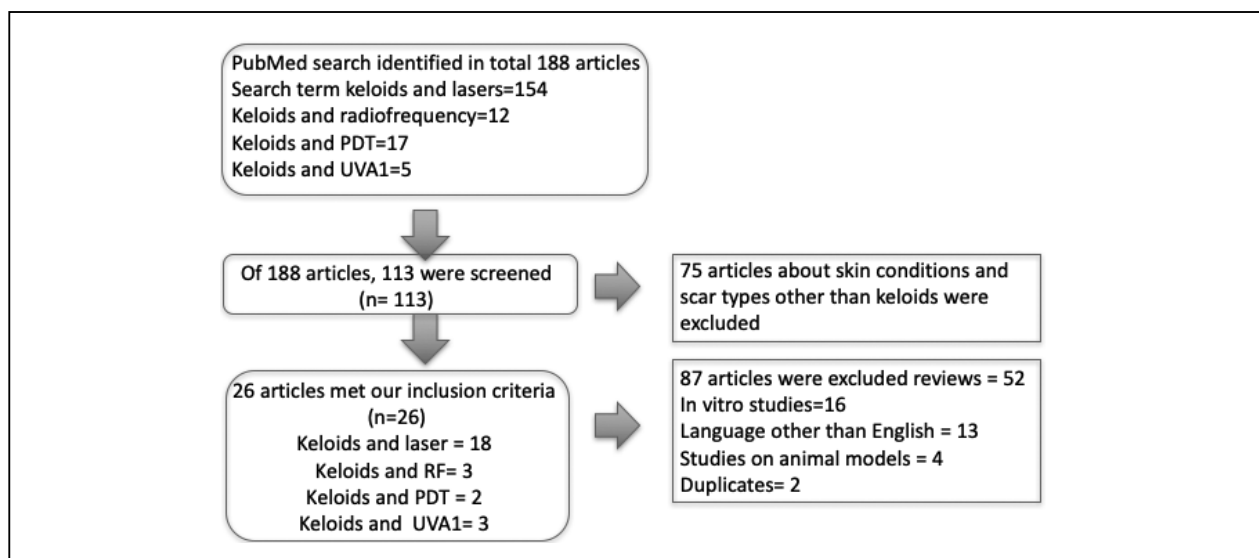 PubMed search identified in total 188 articles
Search term keloids and lasers=154
Keloids and radiofrequency=12
Keloids and PDT=17
Keloids and UVA1=5
Of 188 articles, 113 were screened
(n= 113)
75 articles about skin conditions and
scar types other than keloids were
excluded
26 articles met our inclusion criteria
(n=26)
Keloids and laser = 18
Keloids and RF= 3
Keloids and PDT = 2
Keloids and UVA1= 3
87 articles were excluded reviews = 52
In vitro studies=16
Language other than English = 13
Studies on animal models = 4
Duplicates= 2